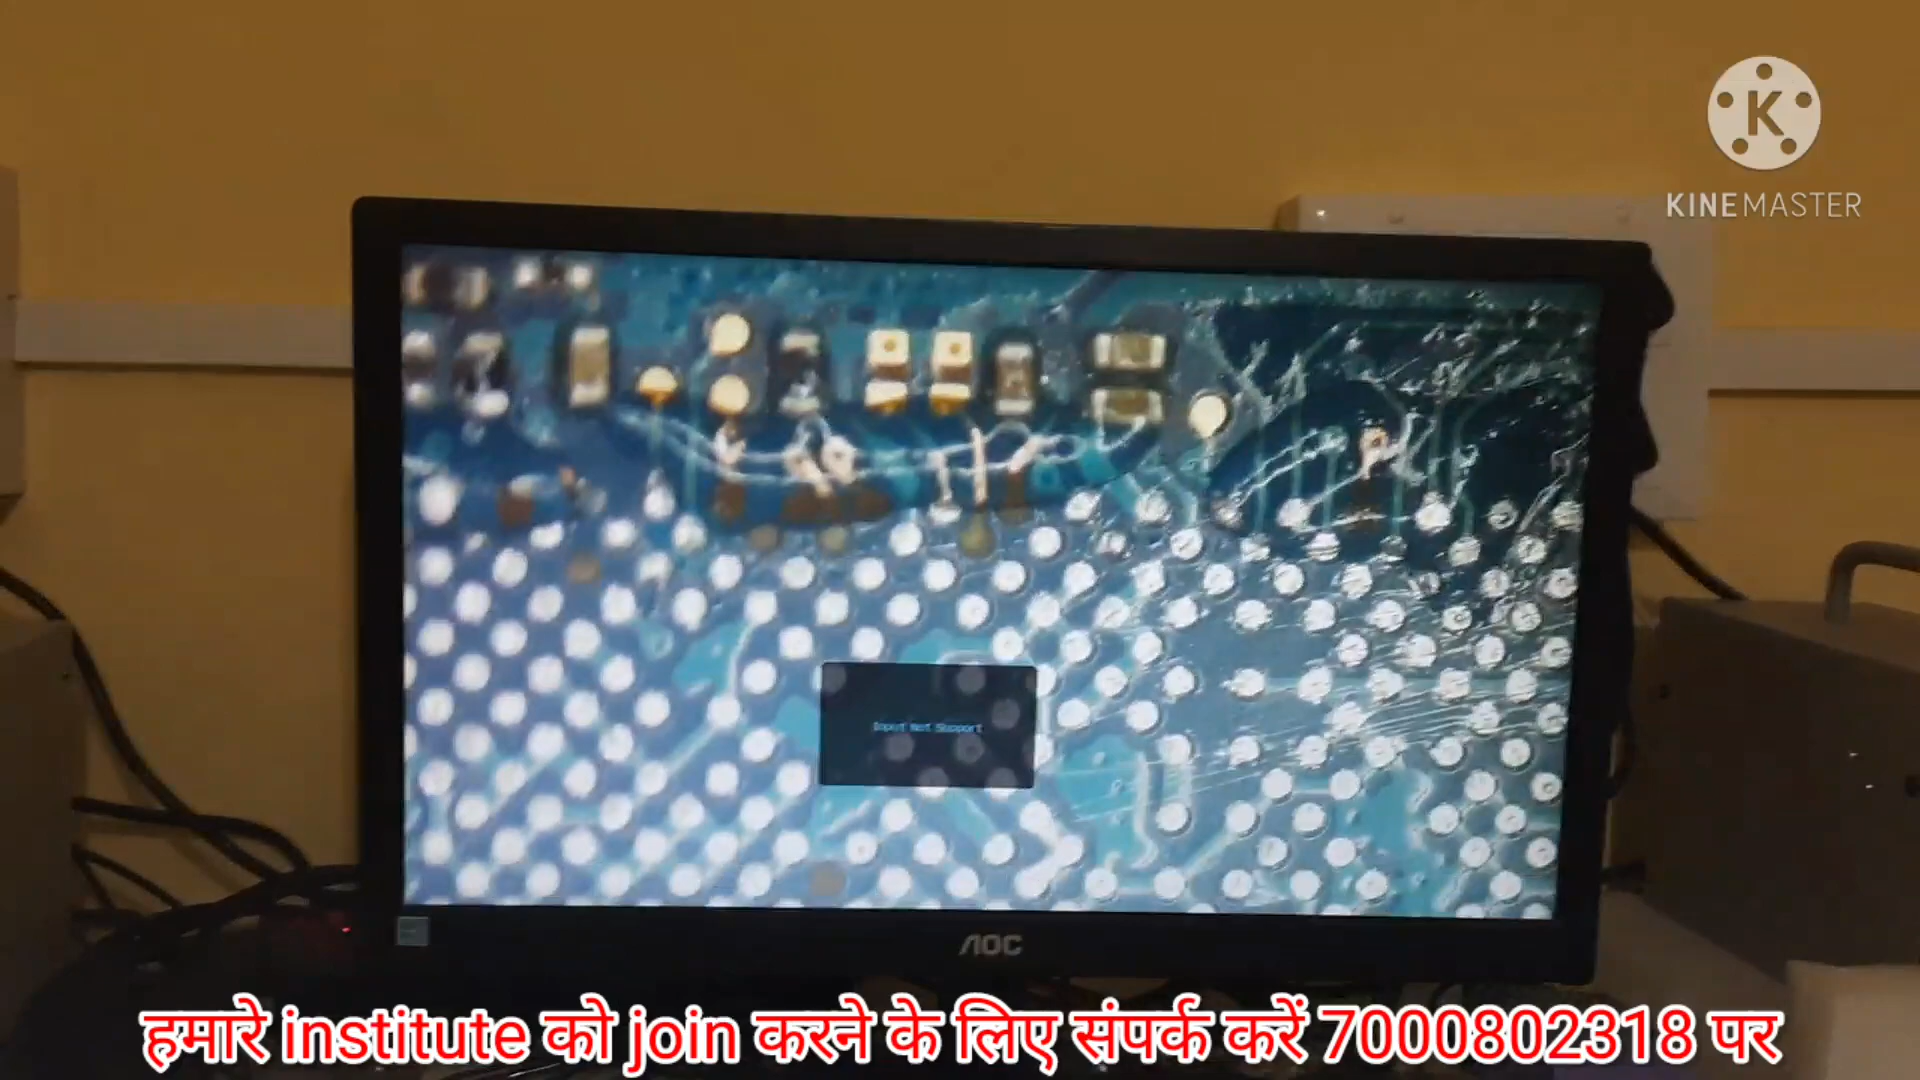 K
KINEMASTER
Input Not Support
AOC
हमारे institute को join करने के लिए संपर्क करें 7000802318 पर